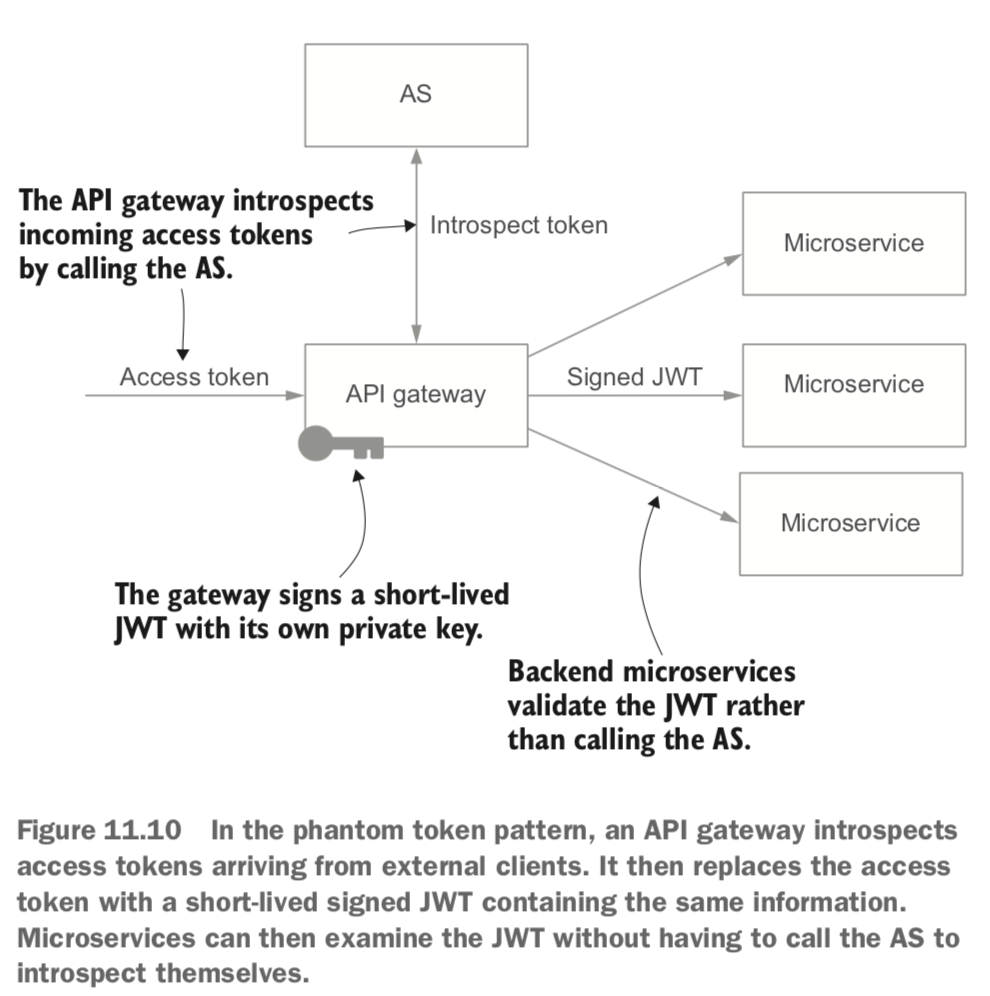 AS
The API gateway introspects
incoming access tokens
by calling the AS.
Introspect token
Microservice
Access token
API gateway
Signed JWT
Microservice
Microservice
The gateway signs a short-lived
JWT with its own private key.
Backend microservices
validate the JWT rather
than calling the AS.
Figure 11.10 In the phantom token pattern, an API gateway introspects
access tokens arriving from external clients. It then replaces the access
token with a short-lived signed JWT containing the same information.
Microservices can then examine the JWT without having to call the AS to
introspect themselves.